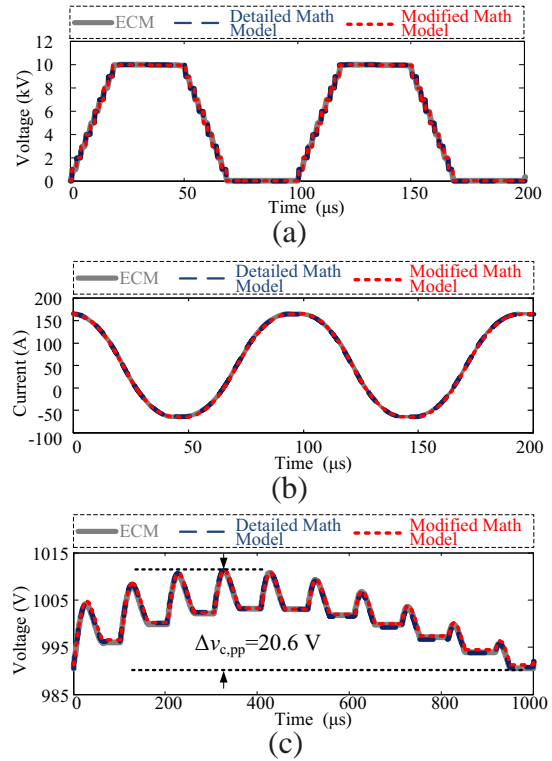 ECM Detailed Math Model Modified Math Model
Voltage (kV)
12
10
8
6
4
2
0
0 50 100 150 200
Time (μs)
(a)
ECM Detailed Math Model Modified Math Model
Current (A)
200
150
100
50
0
-50
-100
0 50 100 150 200
Time (μs)
(b)
ECM Detailed Math Model Modified Math Model
Voltage (V)
1015
1005
995
985
Δvc,pp=20.6 V
0 200 400 600 800 1000
Time (μs)
(c)